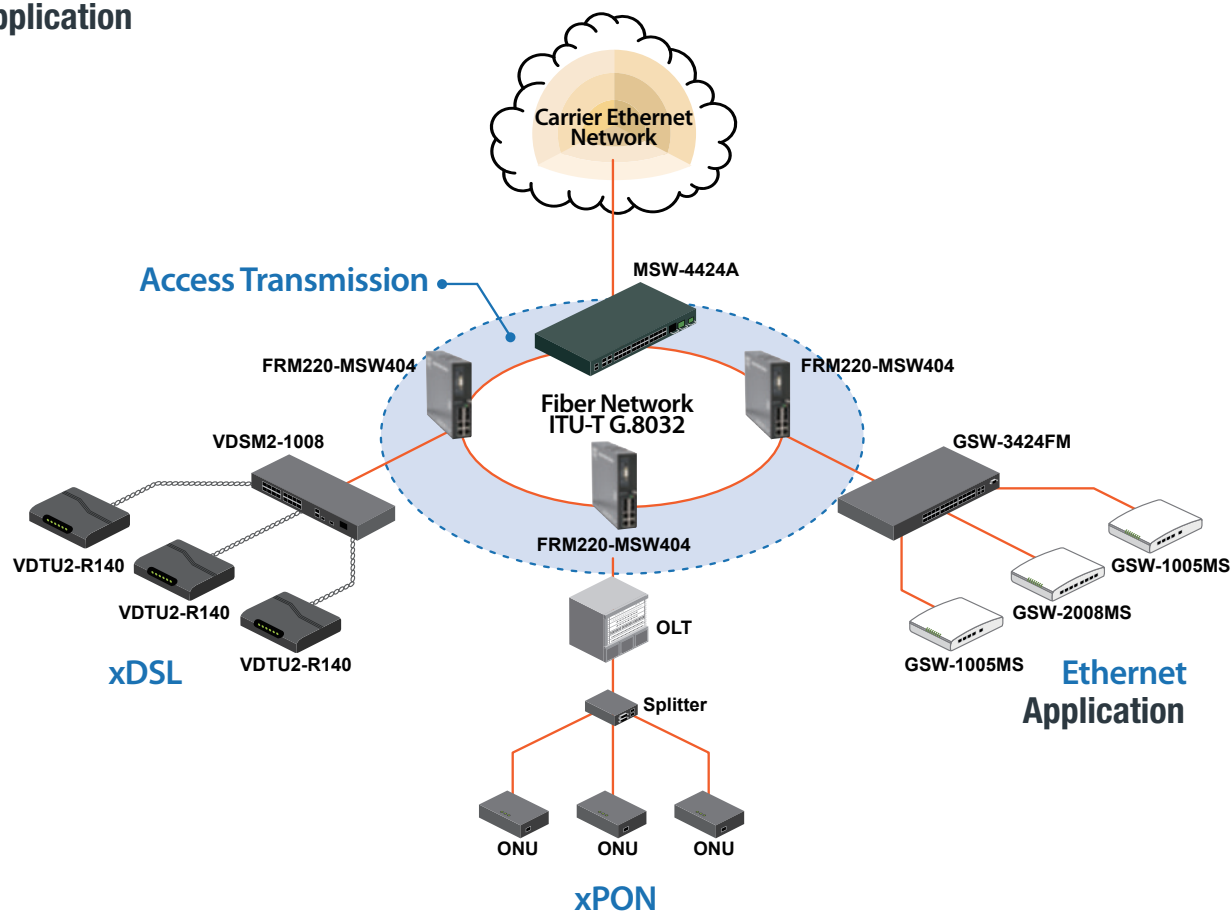 pplication
Carrier Ethernet
Network
MSW-4424A
Access Transmission
FRM220-MSW404
FRM220-MSW404
Fiber Network
ITU-T G.8032
VDSM2-1008
GSW-3424FM
FRM220-MSW404
VDTU2-R140
GSW-1005MS
VDTU2-R140
GSW-2008MS
OLT
VDTU2-R140
GSW-1005MS
xDSL
Ethernet
Splitter
Application
ONU
ONU
ONU
xPON